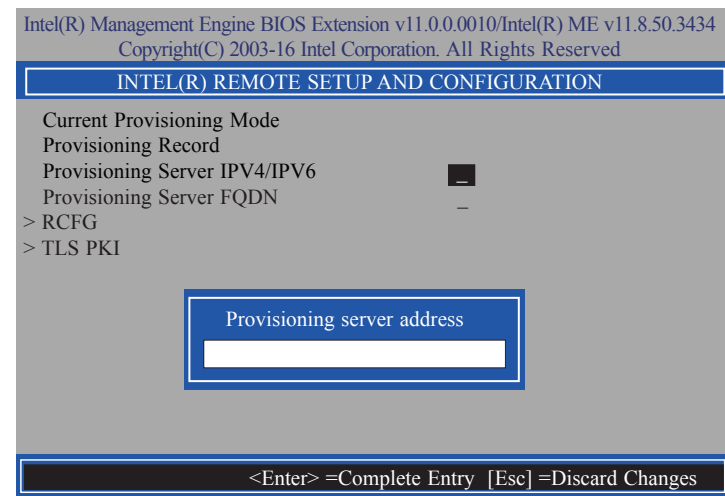 Intel(R) Management Engine BIOS Extension v11.0.0.0010/Intel(R) ME v11.8.50.3434
Copyright(C) 2003-16 Intel Corporation. All Rights Reserved
INTEL(R) REMOTE SETUP AND CONFIGURATION
Current Provisioning Mode
Provisioning Record
Provisioning Server IPV4/IPV6 _
Provisioning Server FQDN _
> RCFG
> TLS PKI
Provisioning server address
<Enter> =Complete Entry [Esc] =Discard Changes